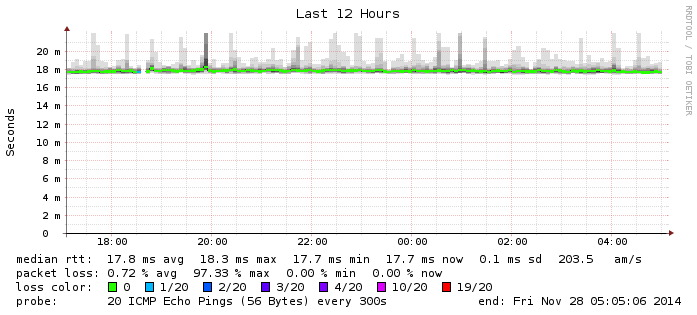 Last 12 Hours
RRDTOOL / TOBI OETIKER
Seconds
20 m
18 m
16 m
14 m
12 m
10 m
8 m
6 m
4 m
2 m
0
18:00 20:00 22:00 00:00 02:00 04:00
median rtt: 17.8 ms avg 18.3 ms max 17.7 ms min 17.7 ms now 0.1 ms sd 203.5 am/s
packet loss: 0.72 % avg 97.33 % max 0.00 % min 0.00 % now
loss color: 0 1/20 2/20 3/20 4/20 10/20 19/20
probe: 20 ICMP Echo Pings (56 Bytes) every 300s end: Fri Nov 28 05:05:06 2014